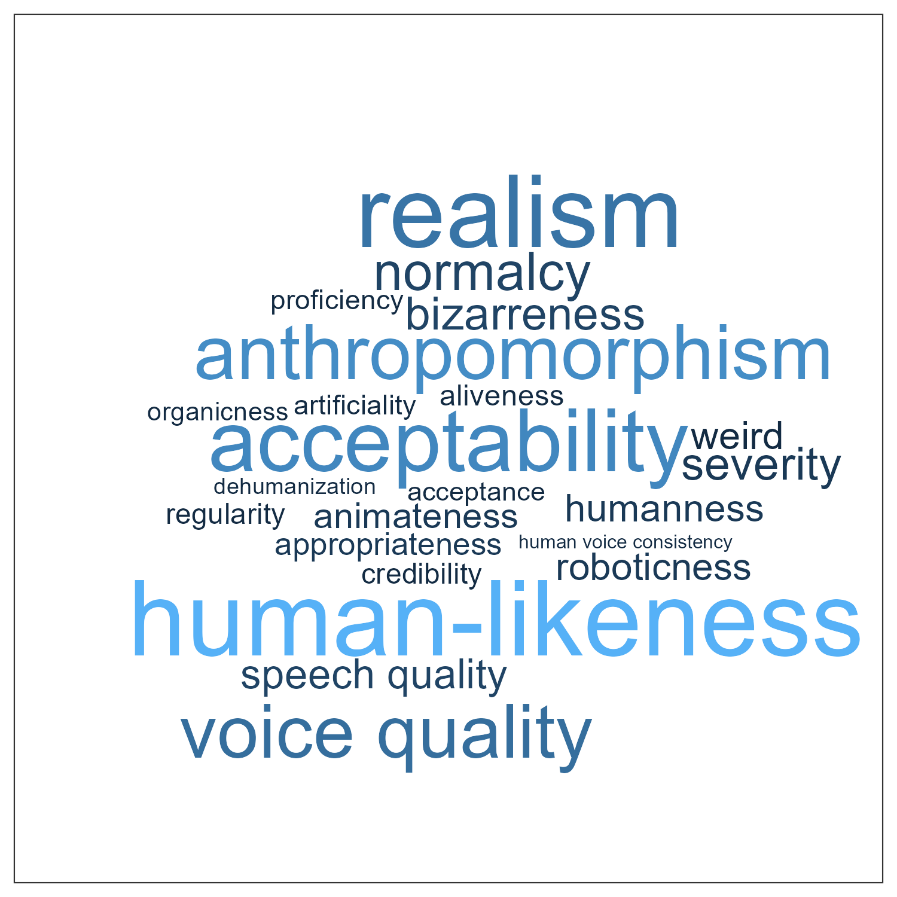 realism
normalcy
proficiency
bizarreness
anthropomorphism
aliveness
organicness
artificiality
acceptability
weird
severity
dehumanization
acceptance
regularity
animateness
humanness
appropriateness
human voice consistency
credibility
roboticness
human-likeness
speech quality
voice quality